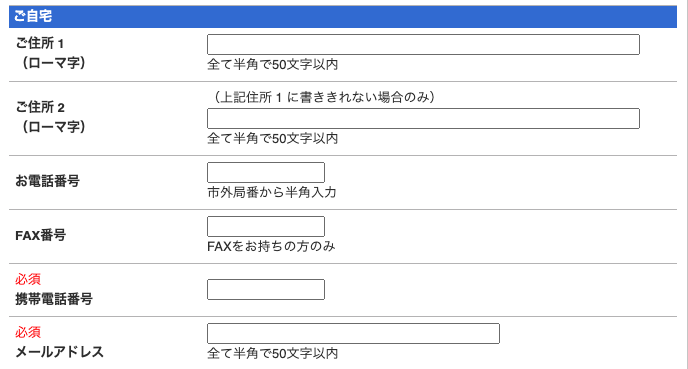 ご自宅
ご住所 1
（ローマ字）
全て半角で50文字以内
ご住所 2
（ローマ字）
（上記住所 1 に書ききれない場合のみ）
全て半角で50文字以内
お電話番号
市外局番から半角入力
FAX番号
FAXをお持ちの方のみ
必須
携帯電話番号
必須
メールアドレス
全て半角で50文字以内